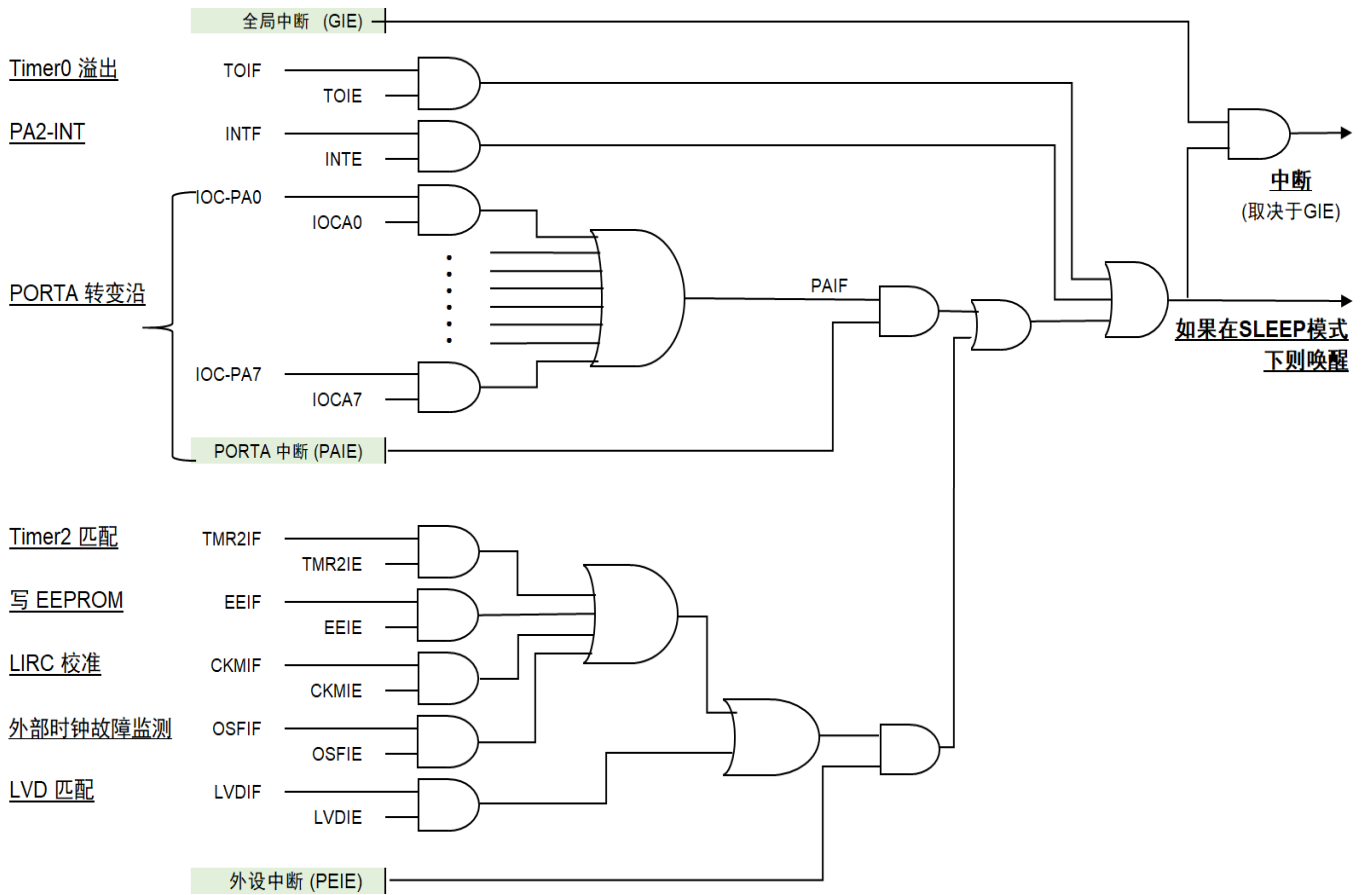 全局中断 (GIE)
Timer0 溢出
TOIF
TOIE
PA2-INT
INTF
INTE
IOC-PA0
IOCA0
PORTA 转变沿
IOC-PA7
IOCA7
PORTA 中断 (PAIE)
PAIF
中断
(取决于GIE)
如果在SLEEP模式
下则唤醒
Timer2 匹配
TMR2IF
TMR2IE
写 EEPROM
EEIF
EEIE
LIRC 校准
CKMIF
CKMIE
外部时钟故障监测
OSFIF
OSFIE
LVD 匹配
LVDIF
LVDIE
外设中断 (PEIE)